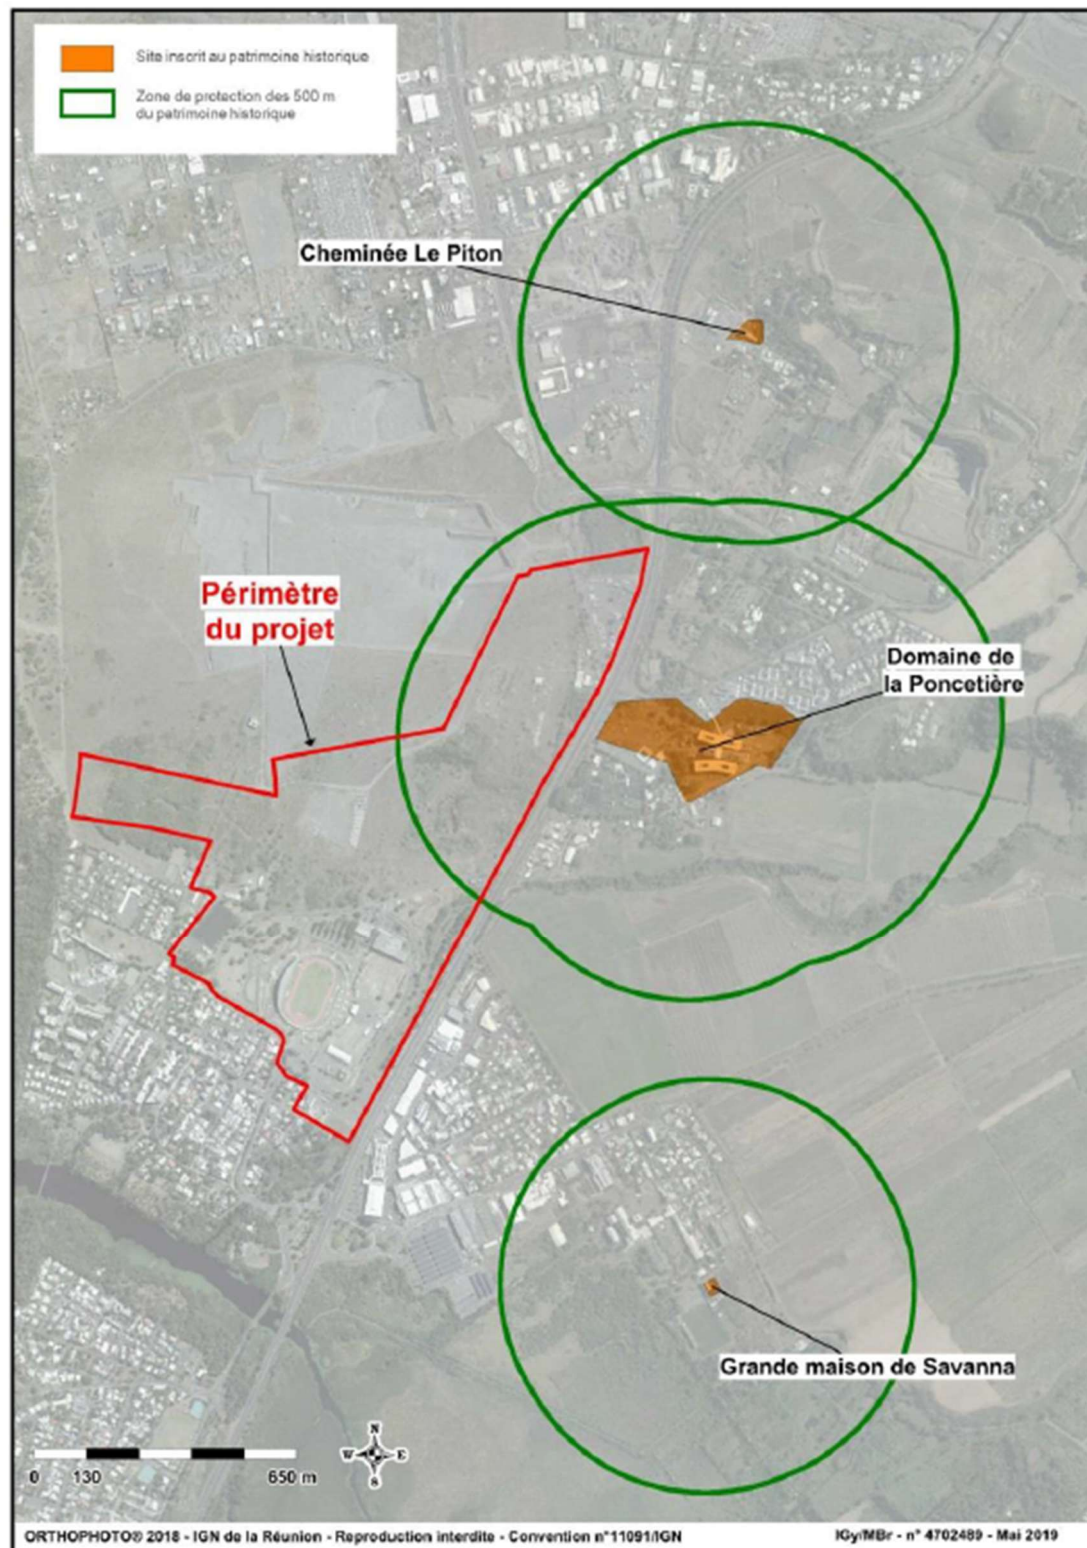 Site inscrit au patrimoine historique
Zone de protection des 500 m
du patrimoine historique
Cheminée Le Piton
Périmètre
du projet
Domaine de
la Poncetière
Grande maison de Savanna
N
W E
S
0 130 650 m
ORTHOPHOTO® 2018 - IGN de la Réunion - Reproduction interdite - Convention n°11091/IGN
IGy/MBr - n° 4702489 - Mai 2019